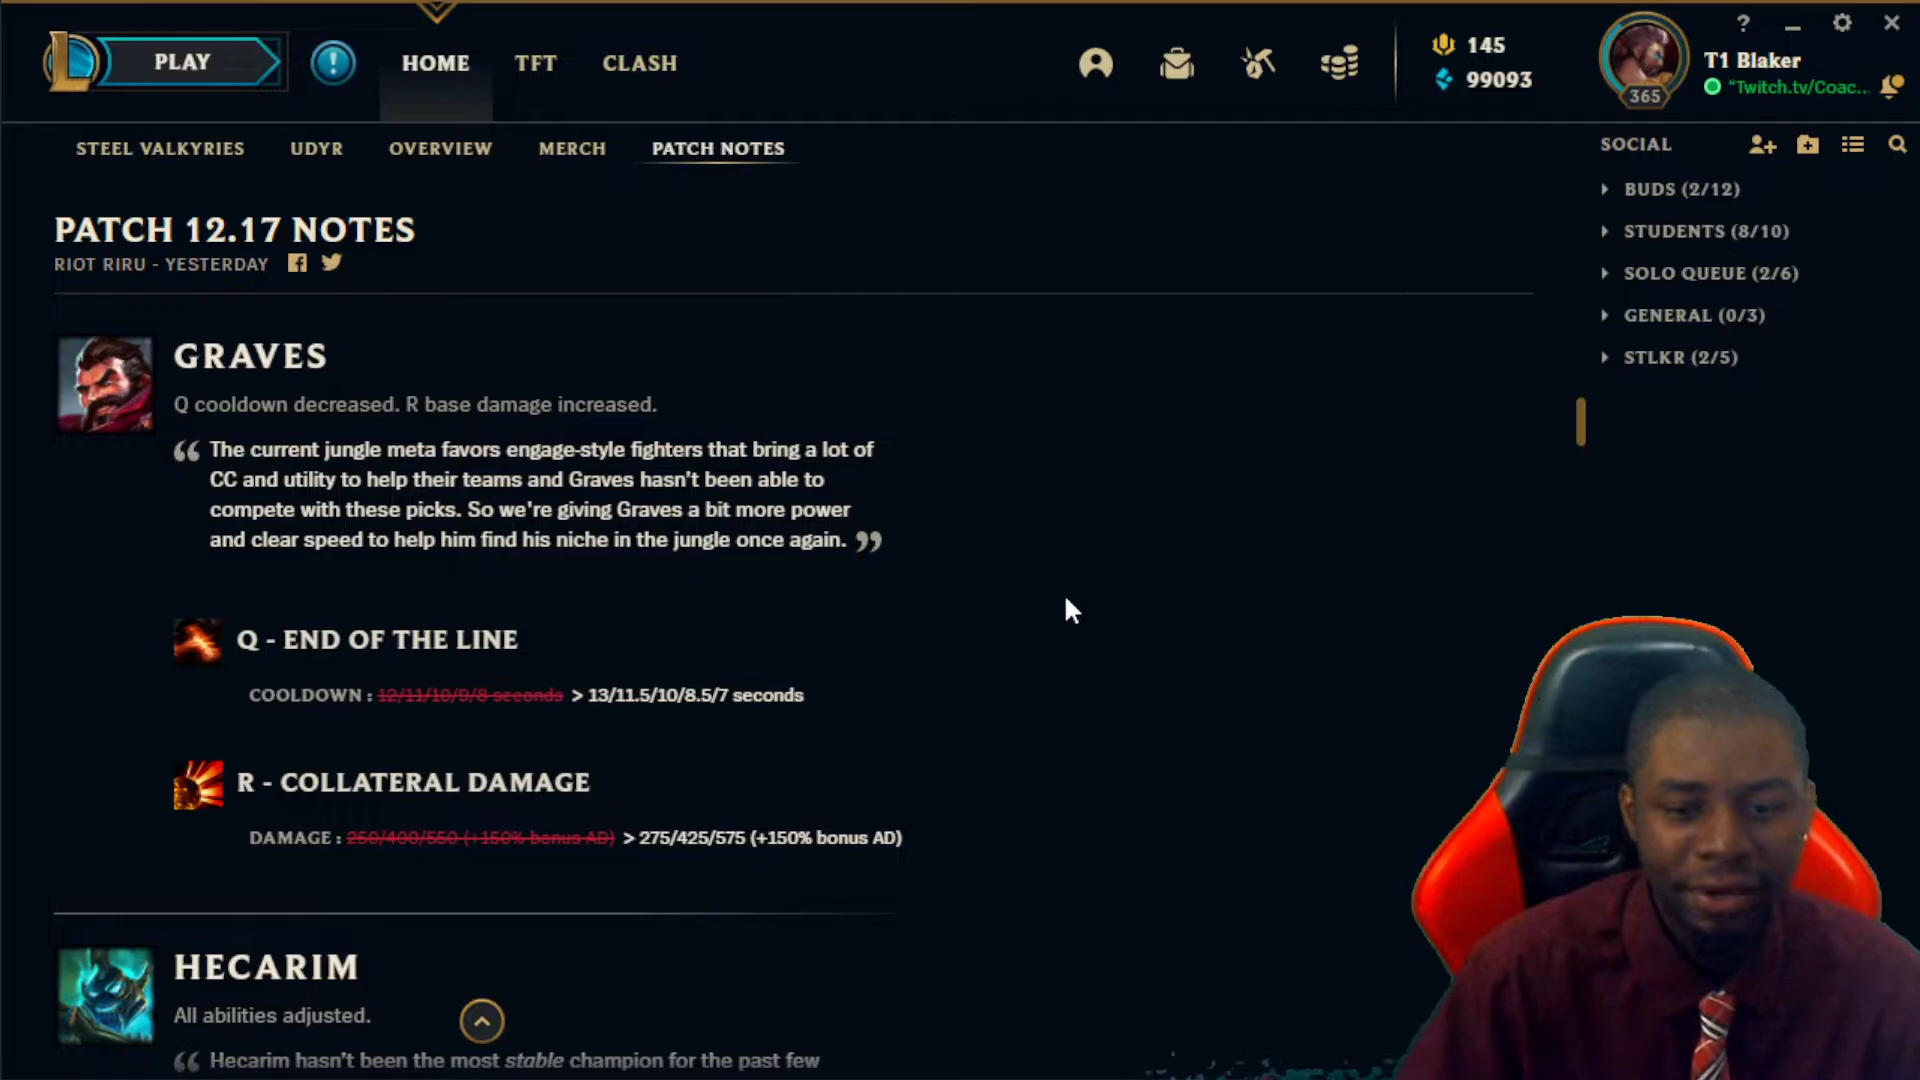 PLAY
HOME
TFT
CLASH
145
99093
365
T1 Blaker
"Twitch.tv/Coac...
STEEL VALKYRIES
UDYR
OVERVIEW
MERCH
PATCH NOTES
SOCIAL
BUDS (2/12)
STUDENTS (8/10)
SOLO QUEUE (2/6)
GENERAL (0/3)
STLKR (2/5)
PATCH 12.17 NOTES
RIOT RIRU - YESTERDAY
GRAVES
Q cooldown decreased. R base damage increased.
“ The current jungle meta favors engage-style fighters that bring a lot of
CC and utility to help their teams and Graves hasn't been able to
compete with these picks. So we're giving Graves a bit more power
and clear speed to help him find his niche in the jungle once again. ”
Q - END OF THE LINE
COOLDOWN : 12/11/10/9/8 seconds > 13/11.5/10/8.5/7 seconds
R - COLLATERAL DAMAGE
DAMAGE : 250/400/550 (+150% bonus AD) > 275/425/575 (+150% bonus AD)
HECARIM
All abilities adjusted.
“ Hecarim hasn't been the most stable champion for the past few